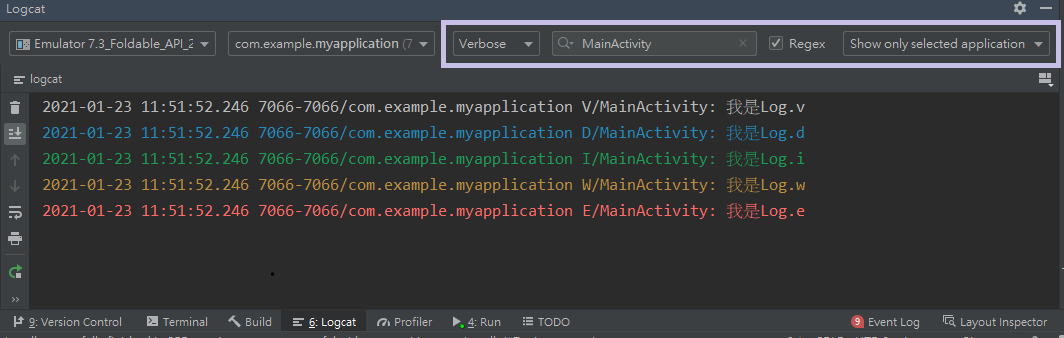 Logcat
Emulator 7.3_Foldable_API_2 com.example.myapplication (7 Verbose MainActivity Regex Show only selected application
logcat
2021-01-23 11:51:52.246 7066-7066/com.example.myapplication V/MainActivity: 我是Log.v
2021-01-23 11:51:52.246 7066-7066/com.example.myapplication D/MainActivity: 我是Log.d
2021-01-23 11:51:52.246 7066-7066/com.example.myapplication I/MainActivity: 我是Log.i
2021-01-23 11:51:52.246 7066-7066/com.example.myapplication W/MainActivity: 我是Log.w
2021-01-23 11:51:52.246 7066-7066/com.example.myapplication E/MainActivity: 我是Log.e
9: Version Control Terminal Build 6: Logcat Profiler 4: Run TODO 9 Event Log Layout Inspector